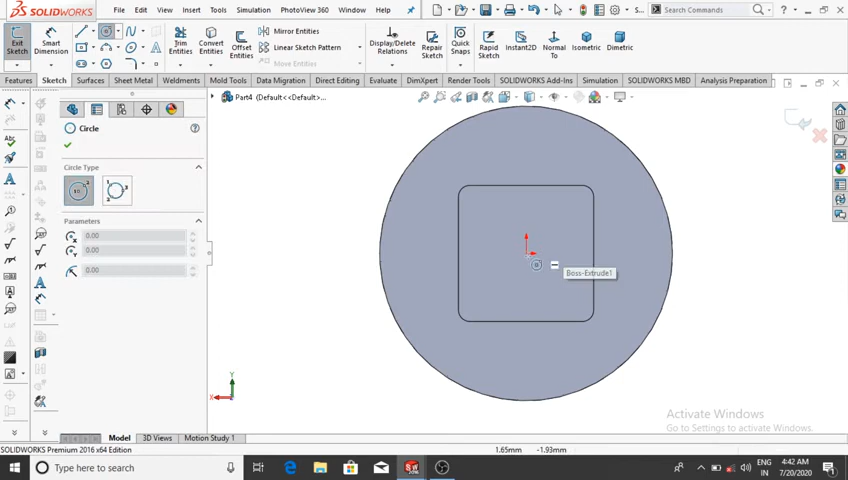 SOLIDWORKS
File Edit View Insert Tools Simulation PhotoView 360 Window Help
Search Commands
Exit Sketch
Smart Dimension
Trim Entities
Convert Entities
Offset Entities
Mirror Entities
Linear Sketch Pattern
Move Entities
Display/Delete Relations
Repair Sketch
Quick Snaps
Rapid Sketch
Instant2D
Normal To
Isometric
Dimetric
Features Sketch Surfaces Sheet Metal Weldments Mold Tools Data Migration Direct Editing Evaluate DimXpert Render Tools SOLIDWORKS Add-Ins Simulation SOLIDWORKS MBD Analysis Preparation
Part4 (Default<<Default>...
Circle
Circle Type
Parameters
0.00
0.00
0.00
Boss-Extrude1
Y
X
Activate Windows
Go to Settings to activate Windows.
Model 3D Views Motion Study 1
SOLIDWORKS Premium 2016 x64 Edition
1.65mm -1.93mm
Type here to search
ENG
IN
4:42 AM
7/20/2020